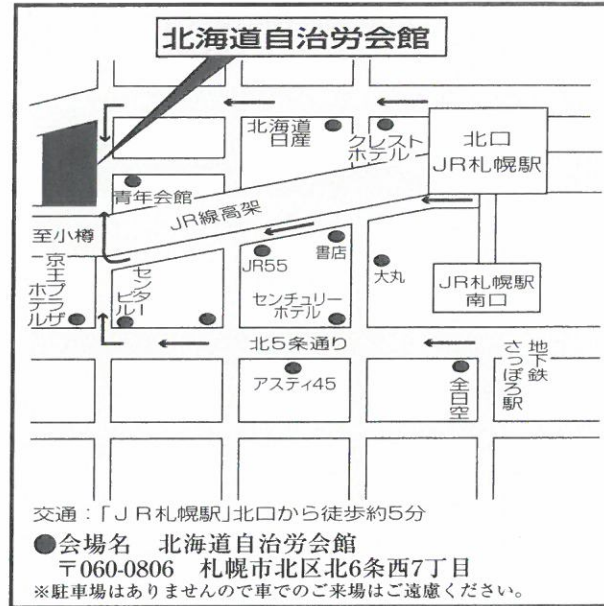 北海道自治労会館
北海道
日産
クレスト
ホテル
北口
JR札幌駅
青年会館
JR線高架
至小樽
京王プラザ
ホテル
センター
ビル
JR55
書店
大丸
JR札幌駅
南口
センチュリー
ホテル
北5条通り
アスティ45
全日空
地下鉄
さっぽろ駅
交通：「JR札幌駅」北口から徒歩約5分
●会場名　北海道自治労会館
〒060-0806　札幌市北区北6条西7丁目
※駐車場はありませんので車でのご来場はご遠慮ください。